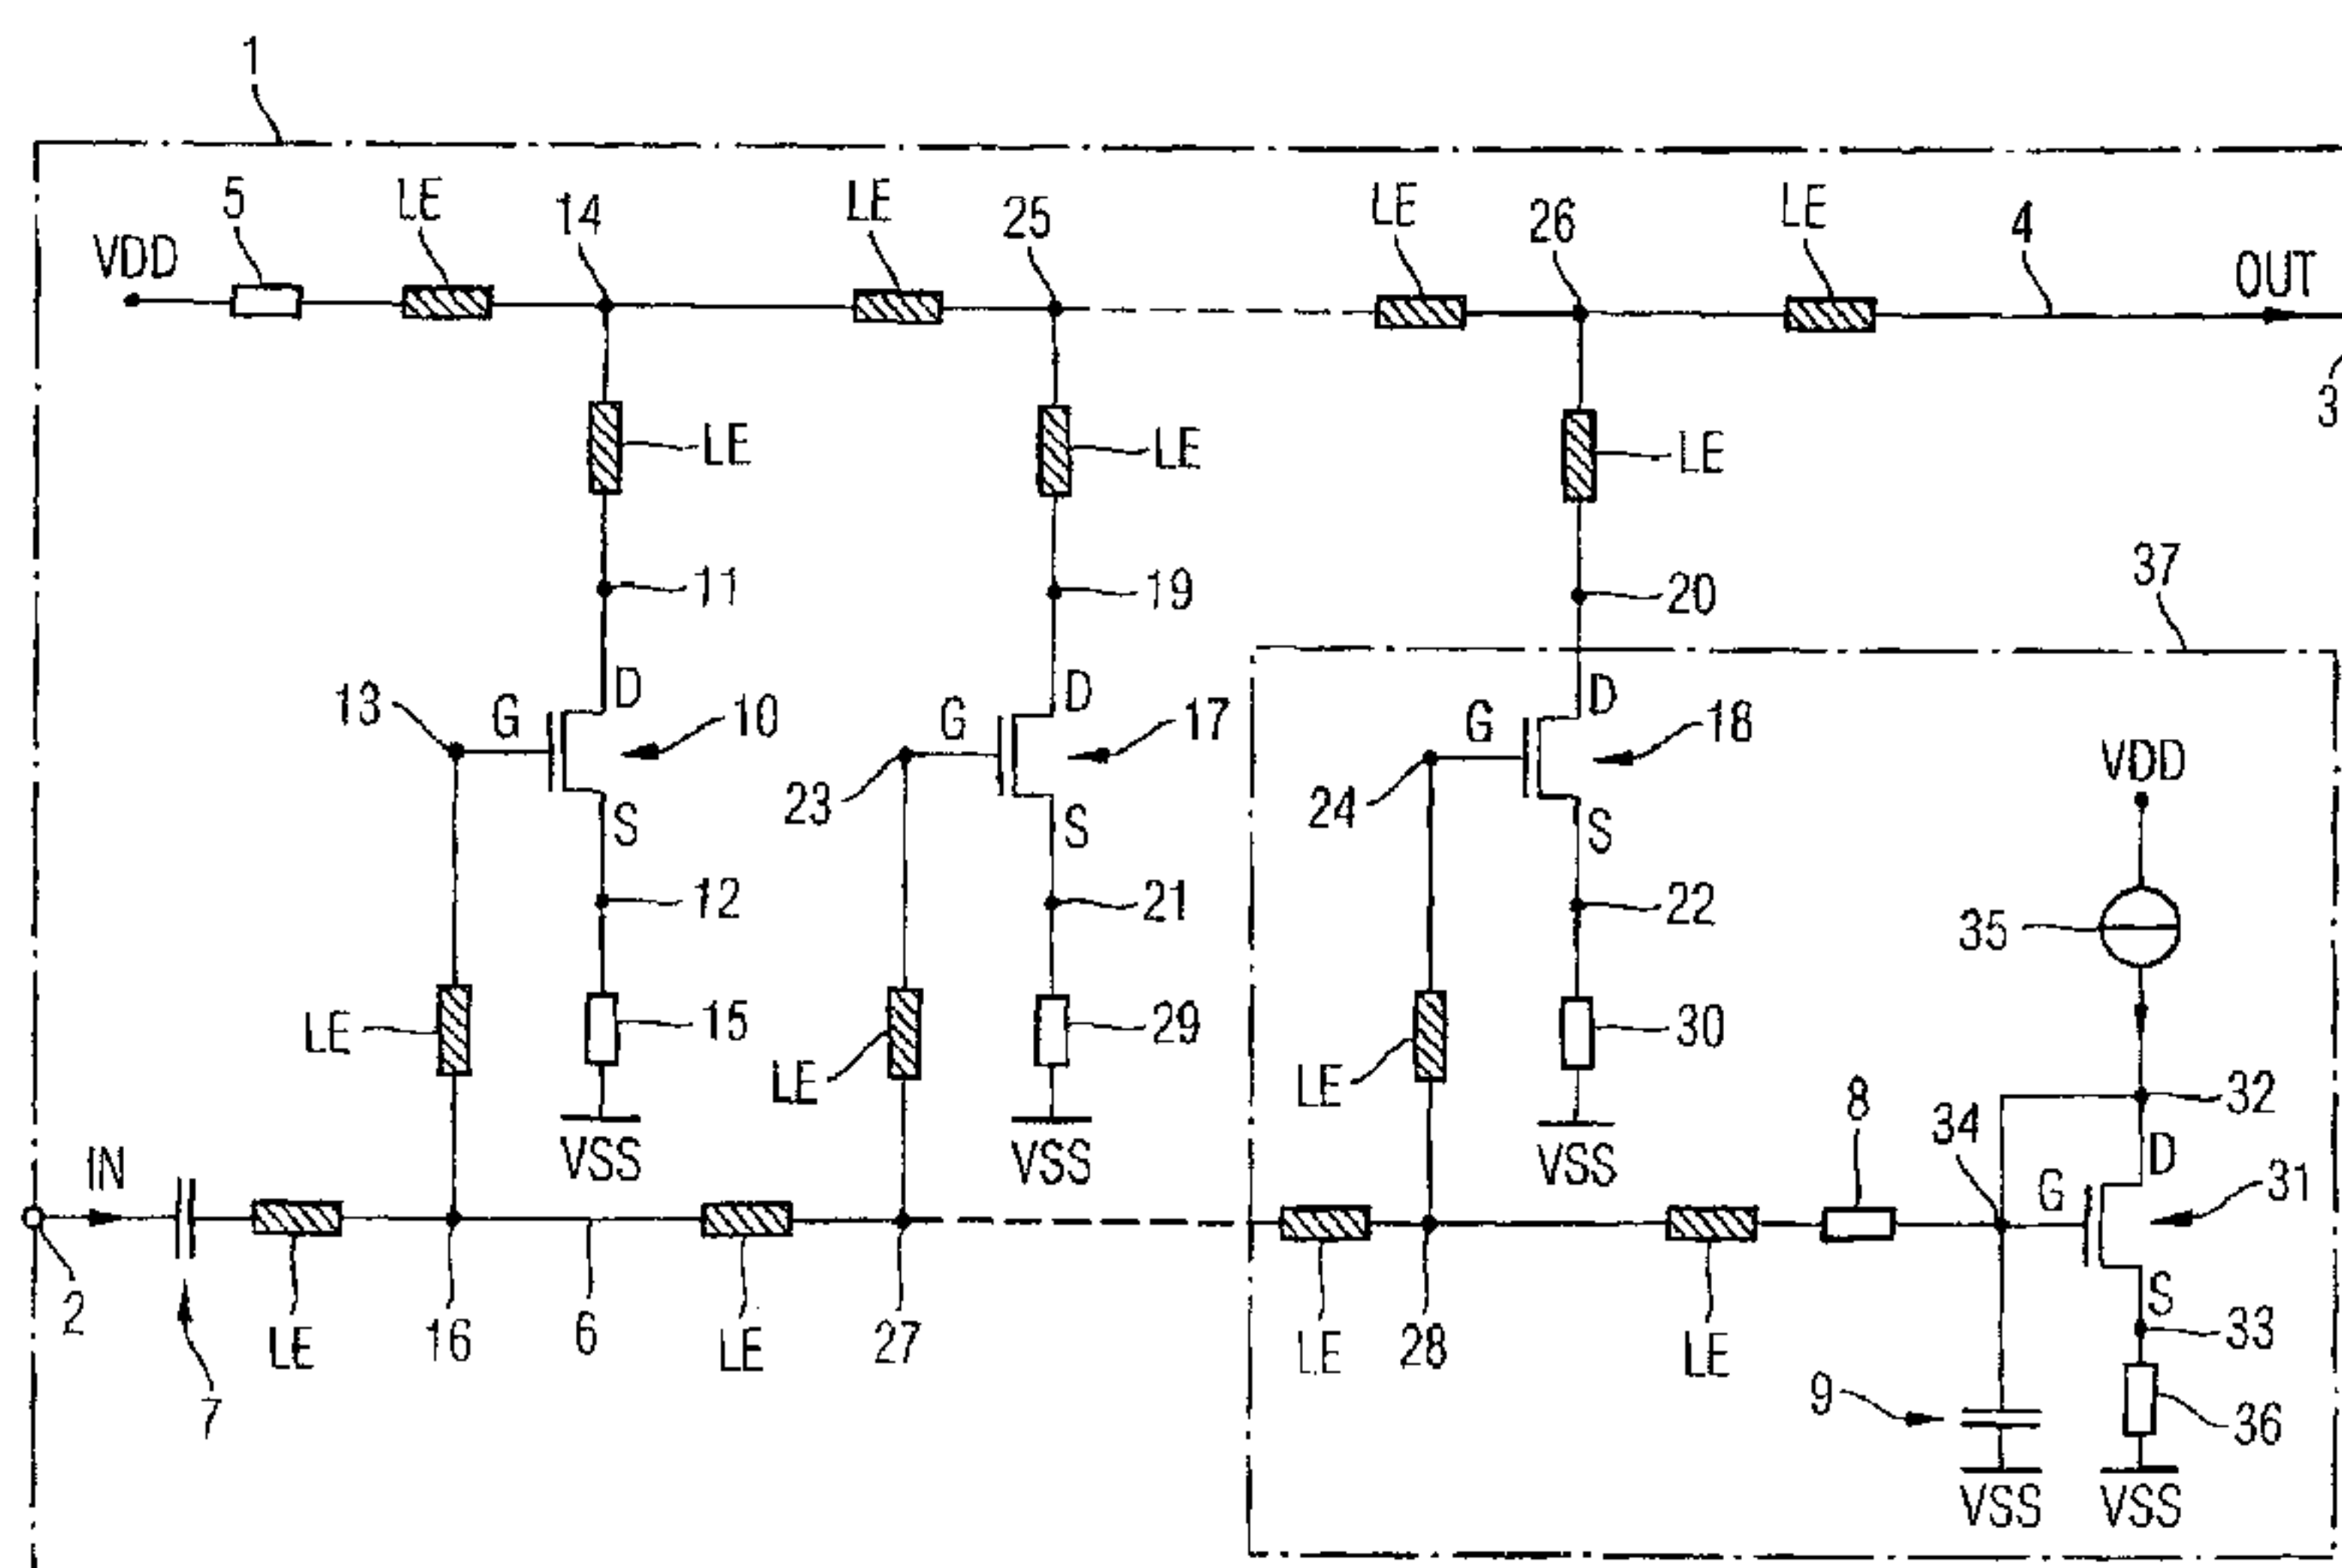 1
5 LE 14 LE 25 LE 26 LE 4
VDD OUT
3
LE LE LE
37
11 19 20
D D D
13 G 10 G 17 G 18
VDD
23 24
S S S
12 21 22 35
LE 15 29 30
LE LE
8 34 32
IN VSS VSS VSS D
G 31
S
2 16 6 27 28 33
LE LE LE LE
7 9 36
VSS VSS